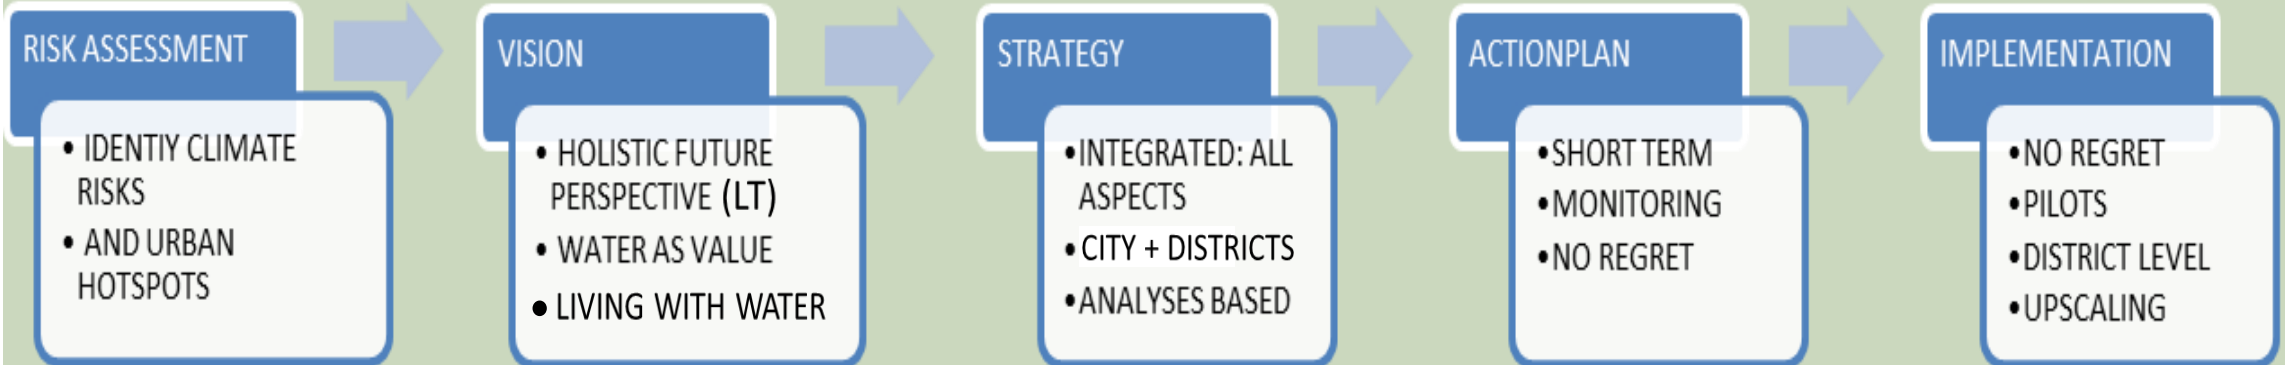 RISK ASSESSMENT
• IDENTIY CLIMATE
RISKS
• AND URBAN
HOTSPOTS
VISION
• HOLISTIC FUTURE
PERSPECTIVE (LT)
• WATER AS VALUE
• LIVING WITH WATER
STRATEGY
•INTEGRATED: ALL
ASPECTS
•CITY + DISTRICTS
•ANALYSES BASED
ACTIONPLAN
•SHORT TERM
•MONITORING
•NO REGRET
IMPLEMENTATION
•NO REGRET
•PILOTS
•DISTRICT LEVEL
•UPSCALING